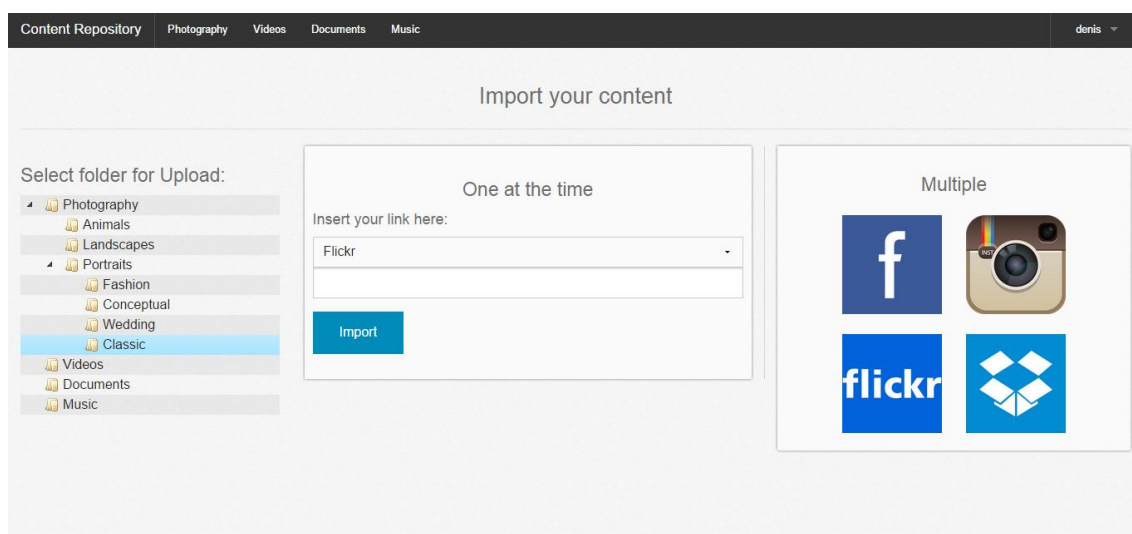 Content Repository Photography Videos Documents Music denis
Import your content
Select folder for Upload:
Photography
Animals
Landscapes
Portraits
Fashion
Conceptual
Wedding
Classic
Videos
Documents
Music
One at the time
Insert your link here:
Flickr
Import
Multiple
f INST
flickr